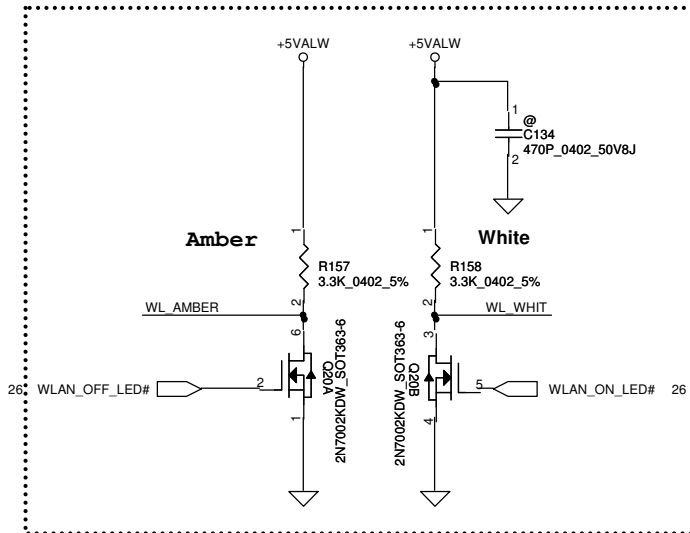 +5VALW
+5VALW
1
@
C134
470P_0402_50V8J
2
Amber
White
1
R157
3.3K_0402_5%
2
1
R158
3.3K_0402_5%
2
WL_AMBER
WL_WHIT
6
Q20A
2N7002KDW_SOT363-6
2
1
3
Q20B
2N7002KDW_SOT363-6
5
4
26 WLAN_OFF_LED#
WLAN_ON_LED# 26